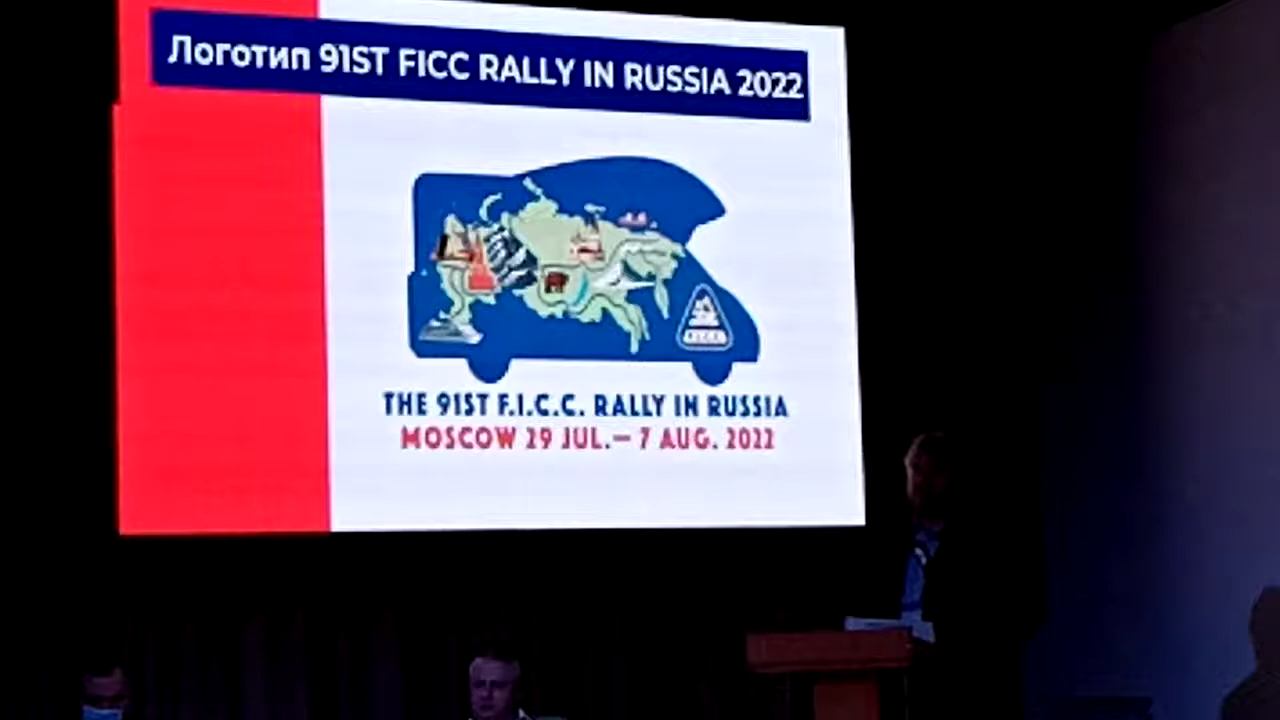 Логотип 91ST FICC RALLY IN RUSSIA 2022
THE 91ST F.I.C.C. RALLY IN RUSSIA
MOSCOW 29 JUL.— 7 AUG. 2022